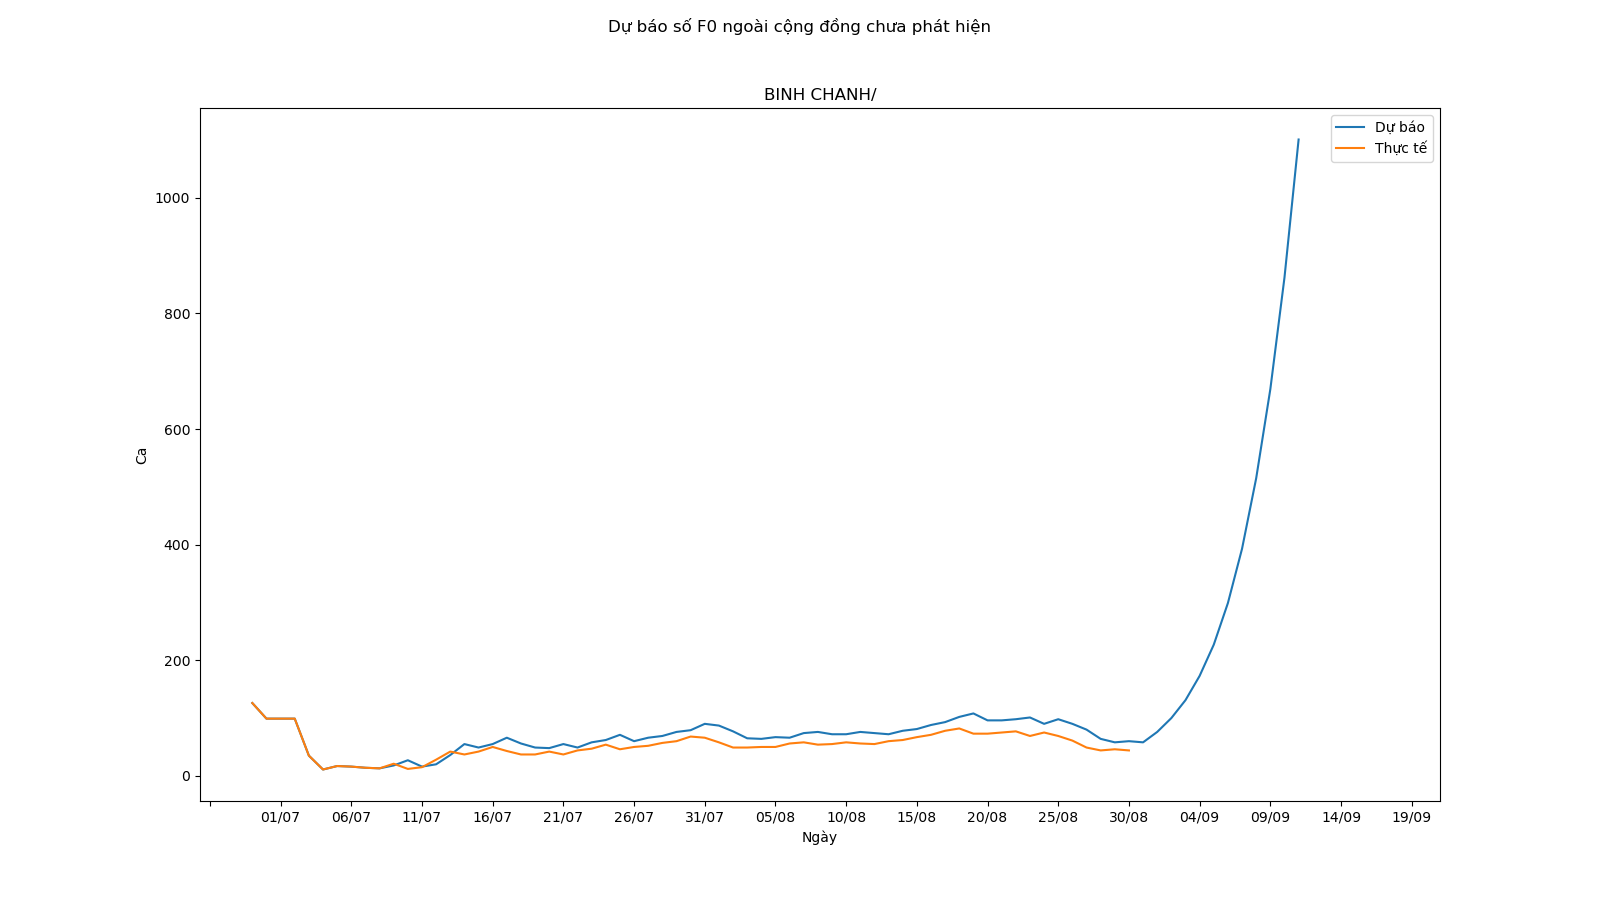 Dự báo số F0 ngoài cộng đồng chưa phát hiện
BINH CHANH/
Dự báo
Thực tế
1000
800
600
400
200
0
Ca
01/07 06/07 11/07 16/07 21/07 26/07 31/07 05/08 10/08 15/08 20/08 25/08 30/08 04/09 09/09 14/09 19/09
Ngày